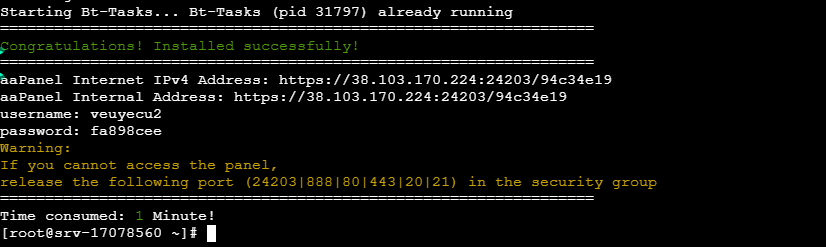 Starting Bt-Tasks... Bt-Tasks (pid 31797) already running
==================================================================
Congratulations! Installed successfully!
==================================================================
aaPanel Internet IPv4 Address: https://38.103.170.224:24203/94c34e19
aaPanel Internal Address: https://38.103.170.224:24203/94c34e19
username: veuyecu2
password: fa898cee
Warning:
If you cannot access the panel,
release the following port (24203|888|80|443|20|21) in the security group
==================================================================
Time consumed: 1 Minute!
[root@srv-17078560 ~]#